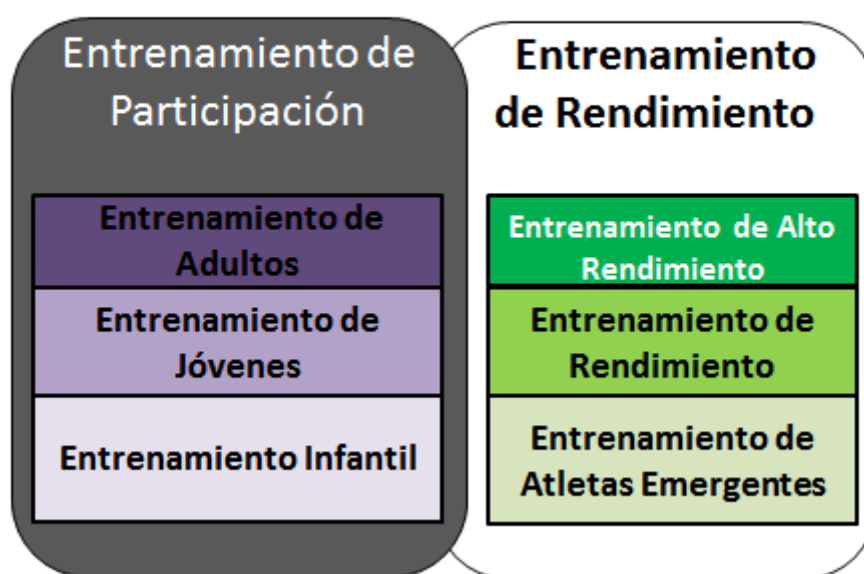 Entrenamiento de
Participación
Entrenamiento de
Adultos
Entrenamiento de
Jóvenes
Entrenamiento Infantil
Entrenamiento
de Rendimiento
Entrenamiento de Alto
Rendimiento
Entrenamiento de
Rendimiento
Entrenamiento de
Atletas Emergentes